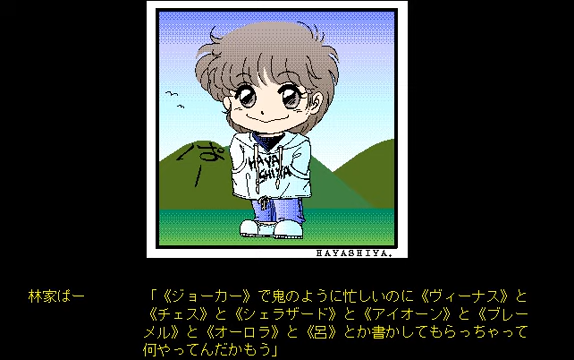 ぱー
HAYA
SHIYA
HAYASHIYA.
林家ぱー
「《ジョーカー》で鬼のように忙しいのに《ヴィーナス》と
《チェス》と《シェラザード》と《アイオーン》と《ブレー
メル》と《オーロラ》と《呂》とか書かしてもらっちゃって
何やってんだかもう」